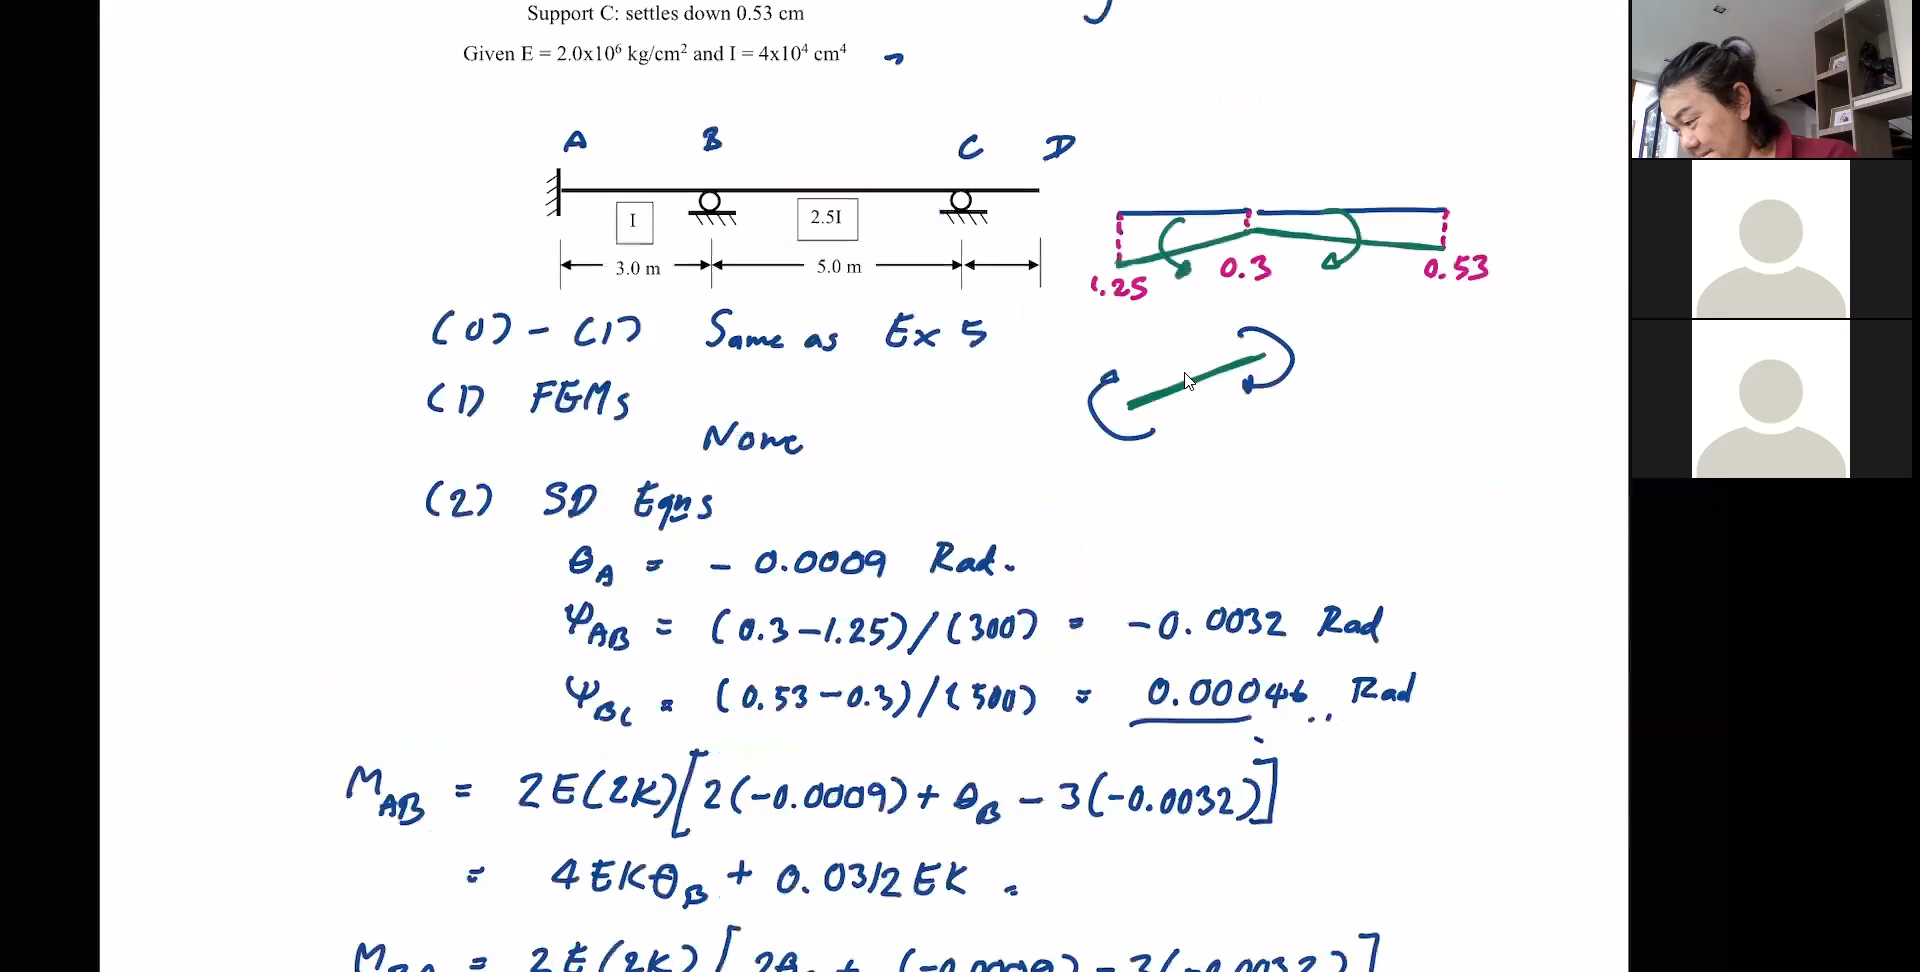 Support C: settles down 0.53 cm
Given E = 2.0x10⁶ kg/cm² and I = 4x10⁴ cm⁴
A B C D
I 2.5I
3.0 m 5.0 m
1.25 0.3 0.53
(0) - (1) Same as Ex 5
(1) FEMs
None
(2) SD Eqns
θA = - 0.0009 Rad.
ψAB = (0.3-1.25)/(300) = -0.0032 Rad
ψBC = (0.53-0.3)/(500) = 0.00046 Rad
MAB = 2E(2K)[2(-0.0009) + θB - 3(-0.0032)]
= 4EKθB + 0.0312EK